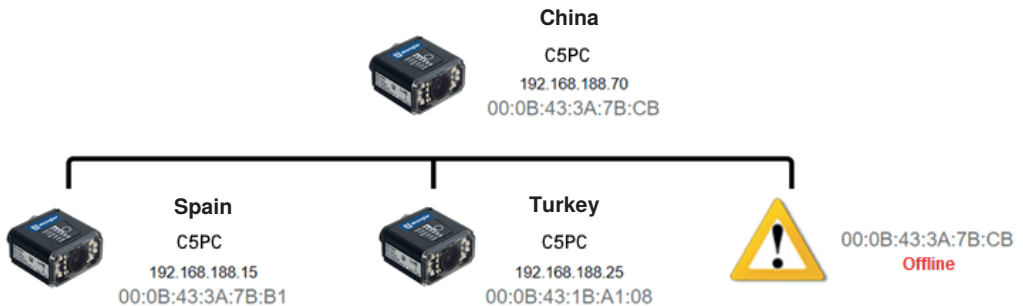 China
C5PC
192.168.188.70
00:0B:43:3A:7B:CB
Spain
C5PC
192.168.188.15
00:0B:43:3A:7B:B1
Turkey
C5PC
192.168.188.25
00:0B:43:1B:A1:08
00:0B:43:3A:7B:CB
Offline